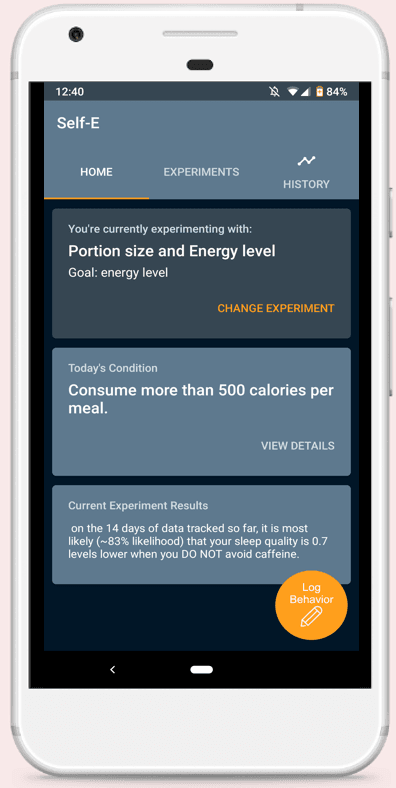 12:40 84%
Self-E
HOME EXPERIMENTS HISTORY
You're currently experimenting with:
Portion size and Energy level
Goal: energy level
CHANGE EXPERIMENT
Today's Condition
Consume more than 500 calories per
meal.
VIEW DETAILS
Current Experiment Results
on the 14 days of data tracked so far, it is most
likely (~83% likelihood) that your sleep quality is 0.7
levels lower when you DO NOT avoid caffeine.
Log
Behavior